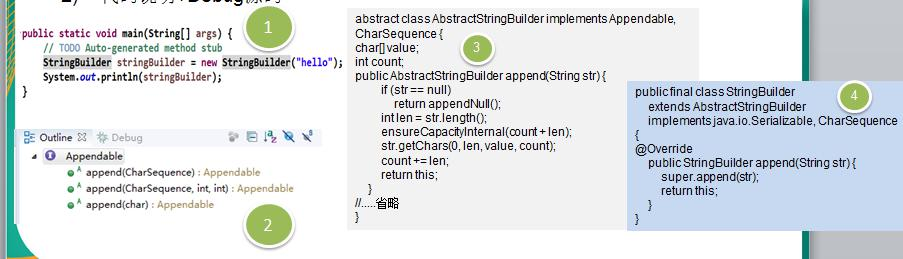 public static void main(String[] args) {
// TODO Auto-generated method stub
StringBuilder stringBuilder = new StringBuilder("hello");
System.out.println(stringBuilder);
}
1
Outline Debug
Appendable
append(CharSequence) : Appendable
append(CharSequence, int, int) : Appendable
append(char) : Appendable
2
abstract class AbstractStringBuilder implements Appendable,
CharSequence {
char[] value;
int count;
public AbstractStringBuilder append(String str) {
if (str == null)
return appendNull();
int len = str.length();
ensureCapacityInternal(count + len);
str.getChars(0, len, value, count);
count += len;
return this;
}
//.....省略
}
3
public final class StringBuilder
extends AbstractStringBuilder
implements java.io.Serializable, CharSequence
{
@Override
public StringBuilder append(String str) {
super.append(str);
return this;
}
}
4